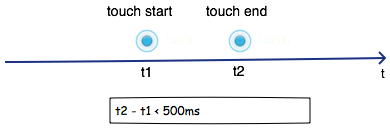 touch start touch end
t1 t2
t
t2 - t1 < 500ms